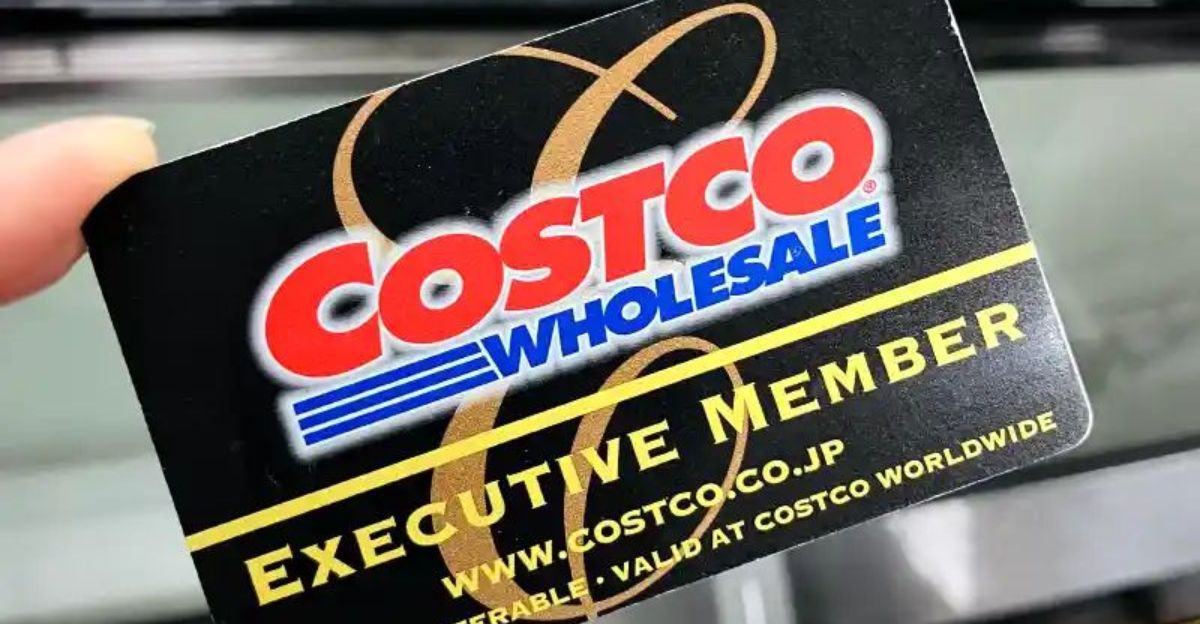 COSTCO®
WHOLESALE
EXECUTIVE MEMBER
WWW.COSTCO.CO.JP
· VALID AT COSTCO WORLDWIDE